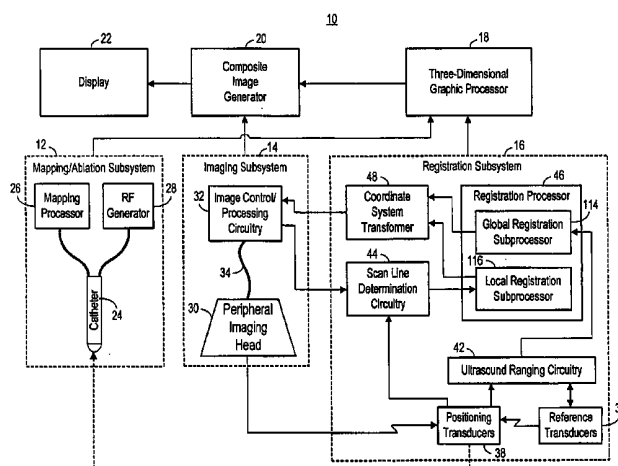 10
22
Display
20
Composite
Image
Generator
18
Three-Dimensional
Graphic Processor
12
Mapping/Ablation Subsystem
26
Mapping
Processor
RF
Generator
28
Catheter
24
14
Imaging Subsystem
32
Image Control/
Processing
Circuitry
34
30
Peripheral
Imaging
Head
16
Registration Subsystem
48
Coordinate
System
Transformer
46
Registration Processor
114
Global Registration
Subprocessor
116
Local Registration
Subprocessor
44
Scan Line
Determination
Circuitry
42
Ultrasound Ranging Circuitry
Positioning
Transducers
38
Reference
Transducers